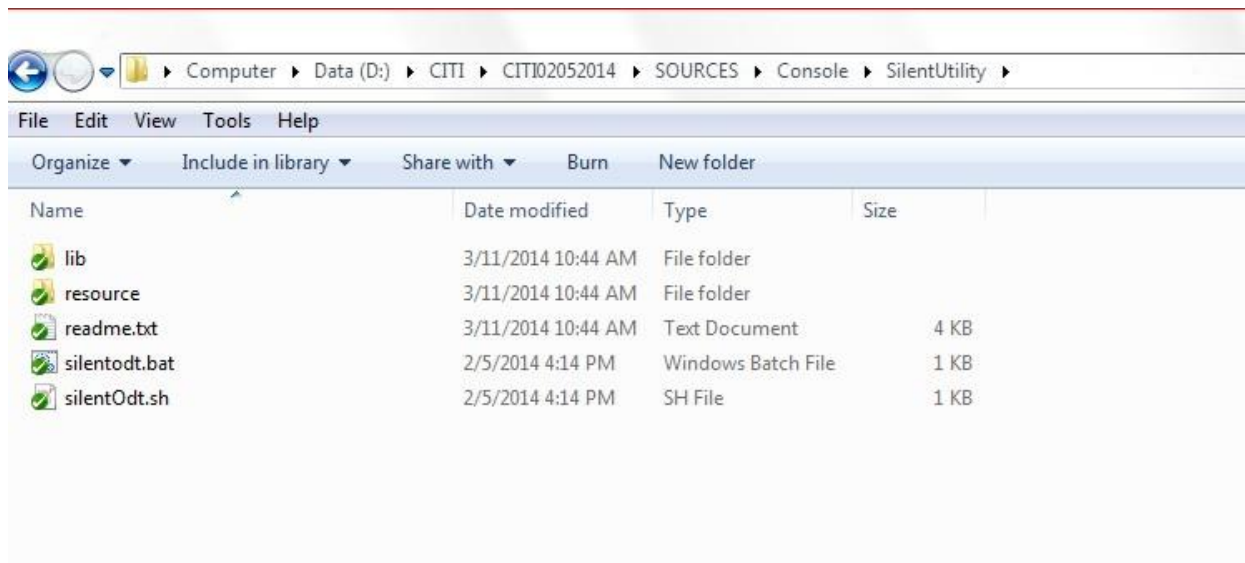 Computer Data (D:) CITI CITI02052014 SOURCES Console SilentUtility
File Edit View Tools Help
Organize Include in library Share with Burn New folder
Name Date modified Type Size
lib 3/11/2014 10:44 AM File folder
resource 3/11/2014 10:44 AM File folder
readme.txt 3/11/2014 10:44 AM Text Document 4 KB
silentodt.bat 2/5/2014 4:14 PM Windows Batch File 1 KB
silentOdt.sh 2/5/2014 4:14 PM SH File 1 KB